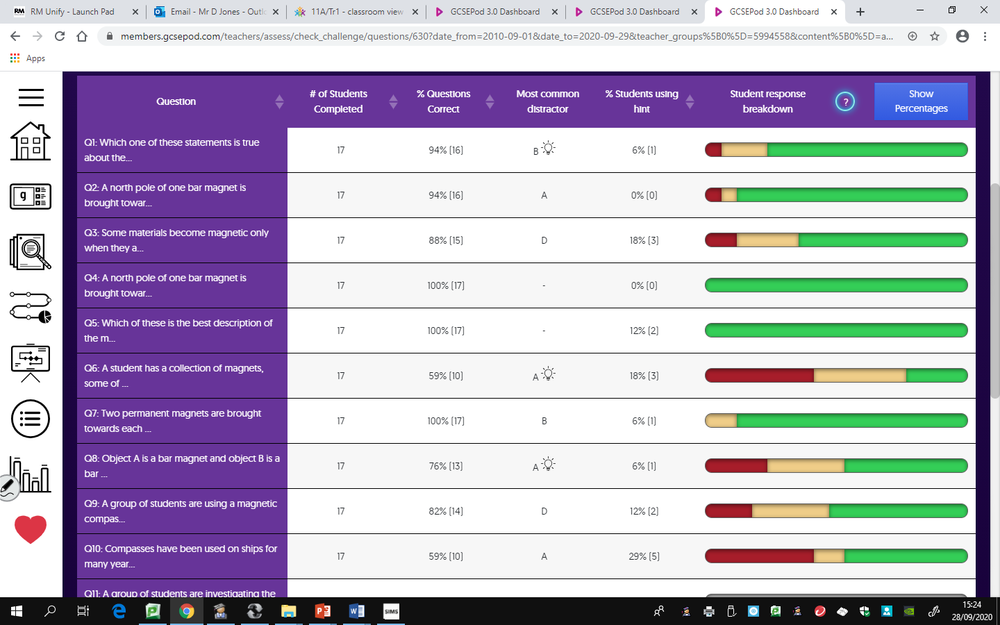 RM Unify - Launch Pad
Email - Mr D Jones - Outlo
11A/Tr1 - classroom view
GCSEPod 3.0 Dashboard
GCSEPod 3.0 Dashboard
GCSEPod 3.0 Dashboard
members.gcsepod.com/teachers/assess/check_challenge/questions/630?date_from=2010-09-01&date_to=2020-09-29&teacher_groups%5B0%5D=5994558&content%5B0%5D=a...
Apps
Question
# of Students
Completed
% Questions
Correct
Most common
distractor
% Students using
hint
Student response
breakdown
?
Show
Percentages
Q1: Which one of these statements is true
about the...
17 94% (16) B 6% (1)
Q2: A north pole of one bar magnet is
brought towar...
17 94% (16) A 0% (0)
Q3: Some materials become magnetic only
when they a...
17 88% (15) D 18% (3)
Q4: A north pole of one bar magnet is
brought towar...
17 100% (17) - 0% (0)
Q5: Which of these is the best description of
the m...
17 100% (17) - 12% (2)
Q6: A student has a collection of magnets,
some of ...
17 59% (10) A 18% (3)
Q7: Two permanent magnets are brought
towards each ...
17 100% (17) B 6% (1)
Q8: Object A is a bar magnet and object B is a
bar ...
17 76% (13) A 6% (1)
Q9: A group of students are using a magnetic
compas...
17 82% (14) D 12% (2)
Q10: Compasses have been used on ships for
many year...
17 59% (10) A 29% (5)
Q11: A group of students are investigating the
SIMS
15:24
28/09/2020